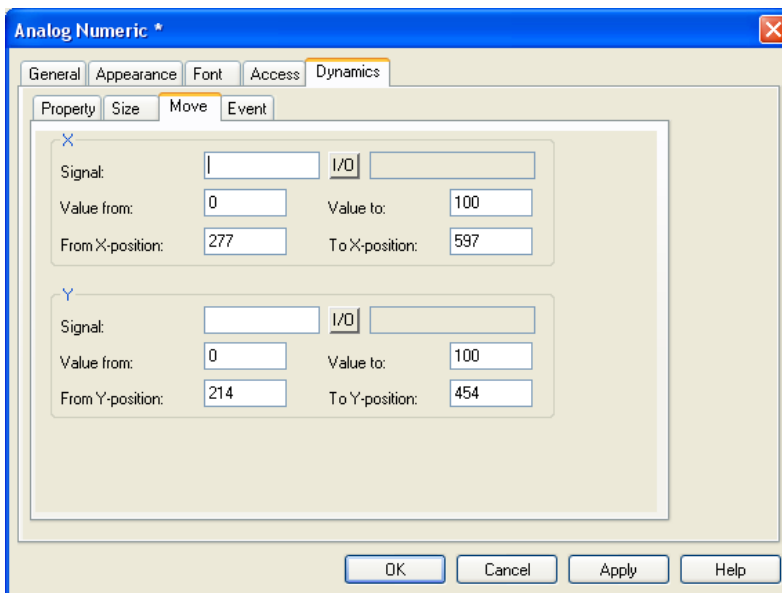 Analog Numeric *
General Appearance Font Access Dynamics
Property Size Move Event
X
Signal: I/O
Value from: 0 Value to: 100
From X-position: 277 To X-position: 597
Y
Signal: I/O
Value from: 0 Value to: 100
From Y-position: 214 To Y-position: 454
OK Cancel Apply Help